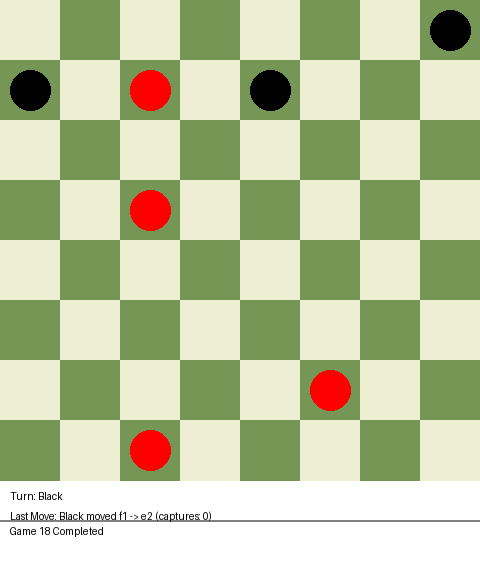 Turn: Black
Last Move: Black moved f1 -> e2 (captures: 0)
Game 18 Completed